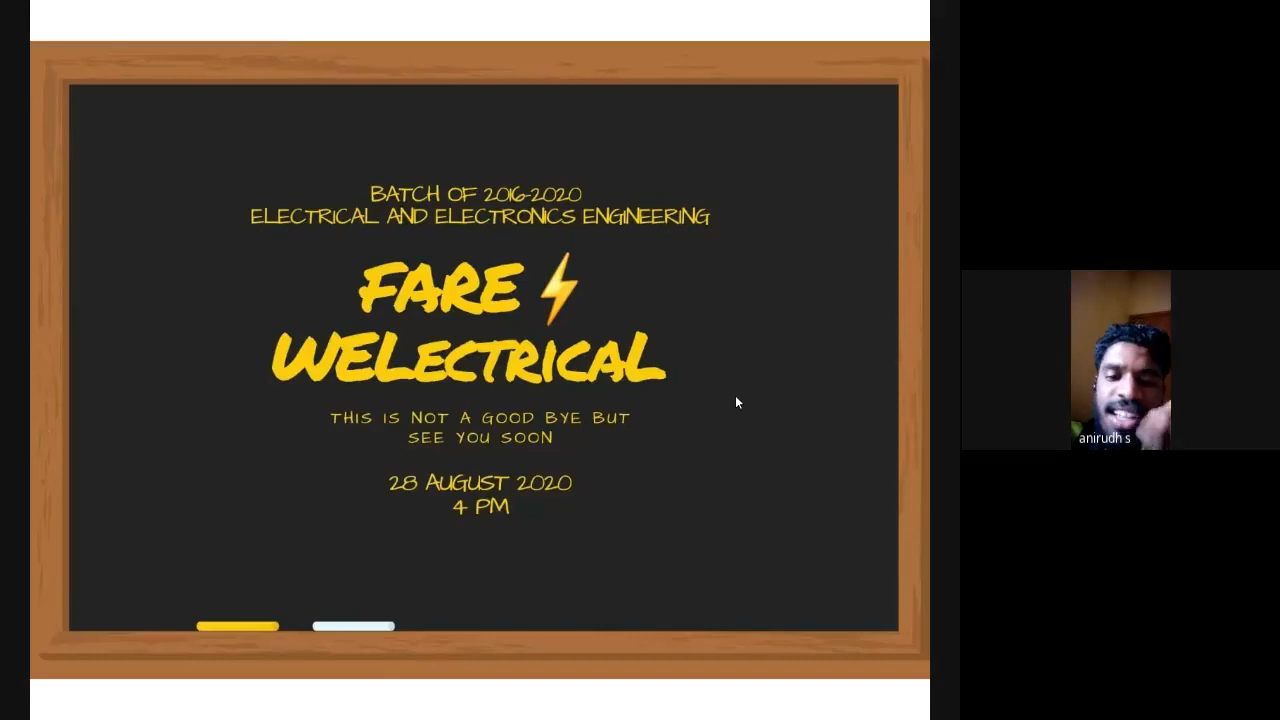 BATCH OF 2016-2020
ELECTRICAL AND ELECTRONICS ENGINEERING
FARE⚡
WELECTRICAL
THIS IS NOT A GOOD BYE BUT
SEE YOU SOON
28 AUGUST 2020
4 PM
anirudh s